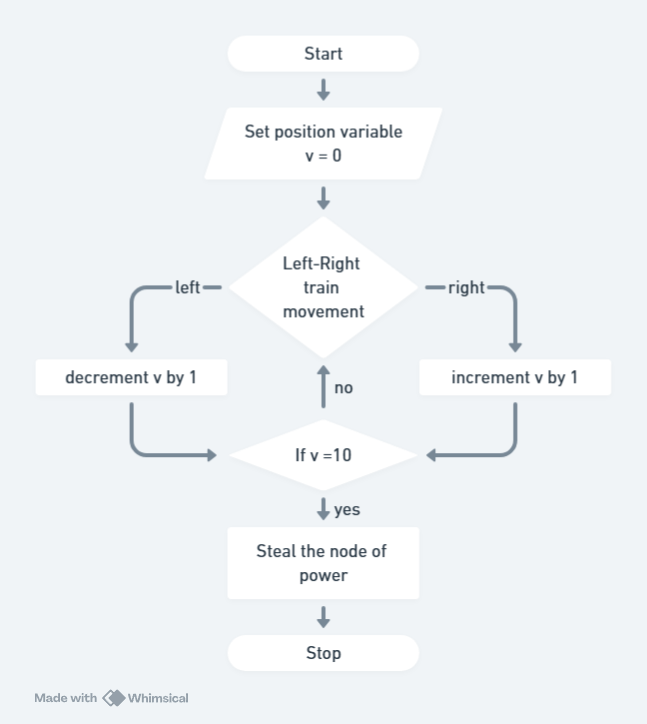 Start
Set position variable
v = 0
Left-Right
train
movement
left
right
decrement v by 1
increment v by 1
no
If v =10
yes
Steal the node of
power
Stop
Made with Whimsical